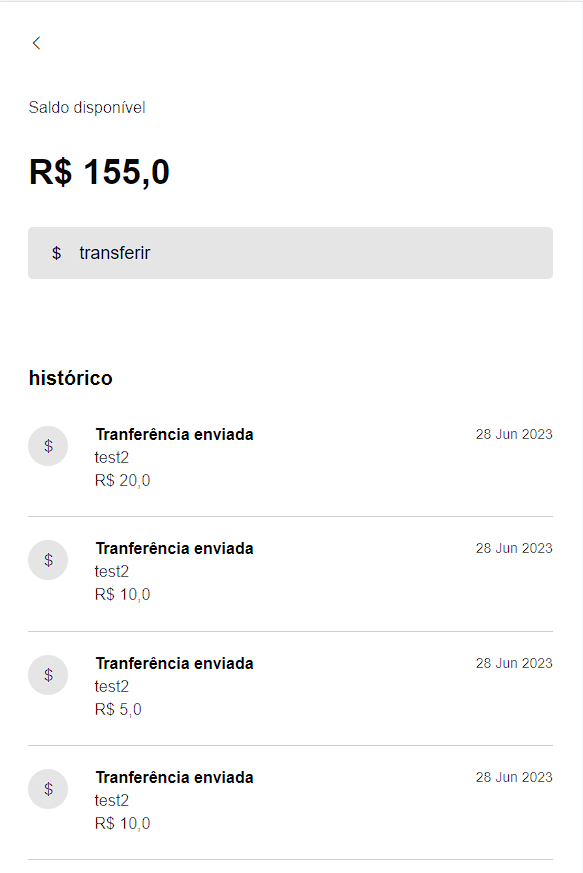 Saldo disponível
R$ 155,0
$ transferir
histórico
$ Tranferência enviada 28 Jun 2023
test2
R$ 20,0
$ Tranferência enviada 28 Jun 2023
test2
R$ 10,0
$ Tranferência enviada 28 Jun 2023
test2
R$ 5,0
$ Tranferência enviada 28 Jun 2023
test2
R$ 10,0